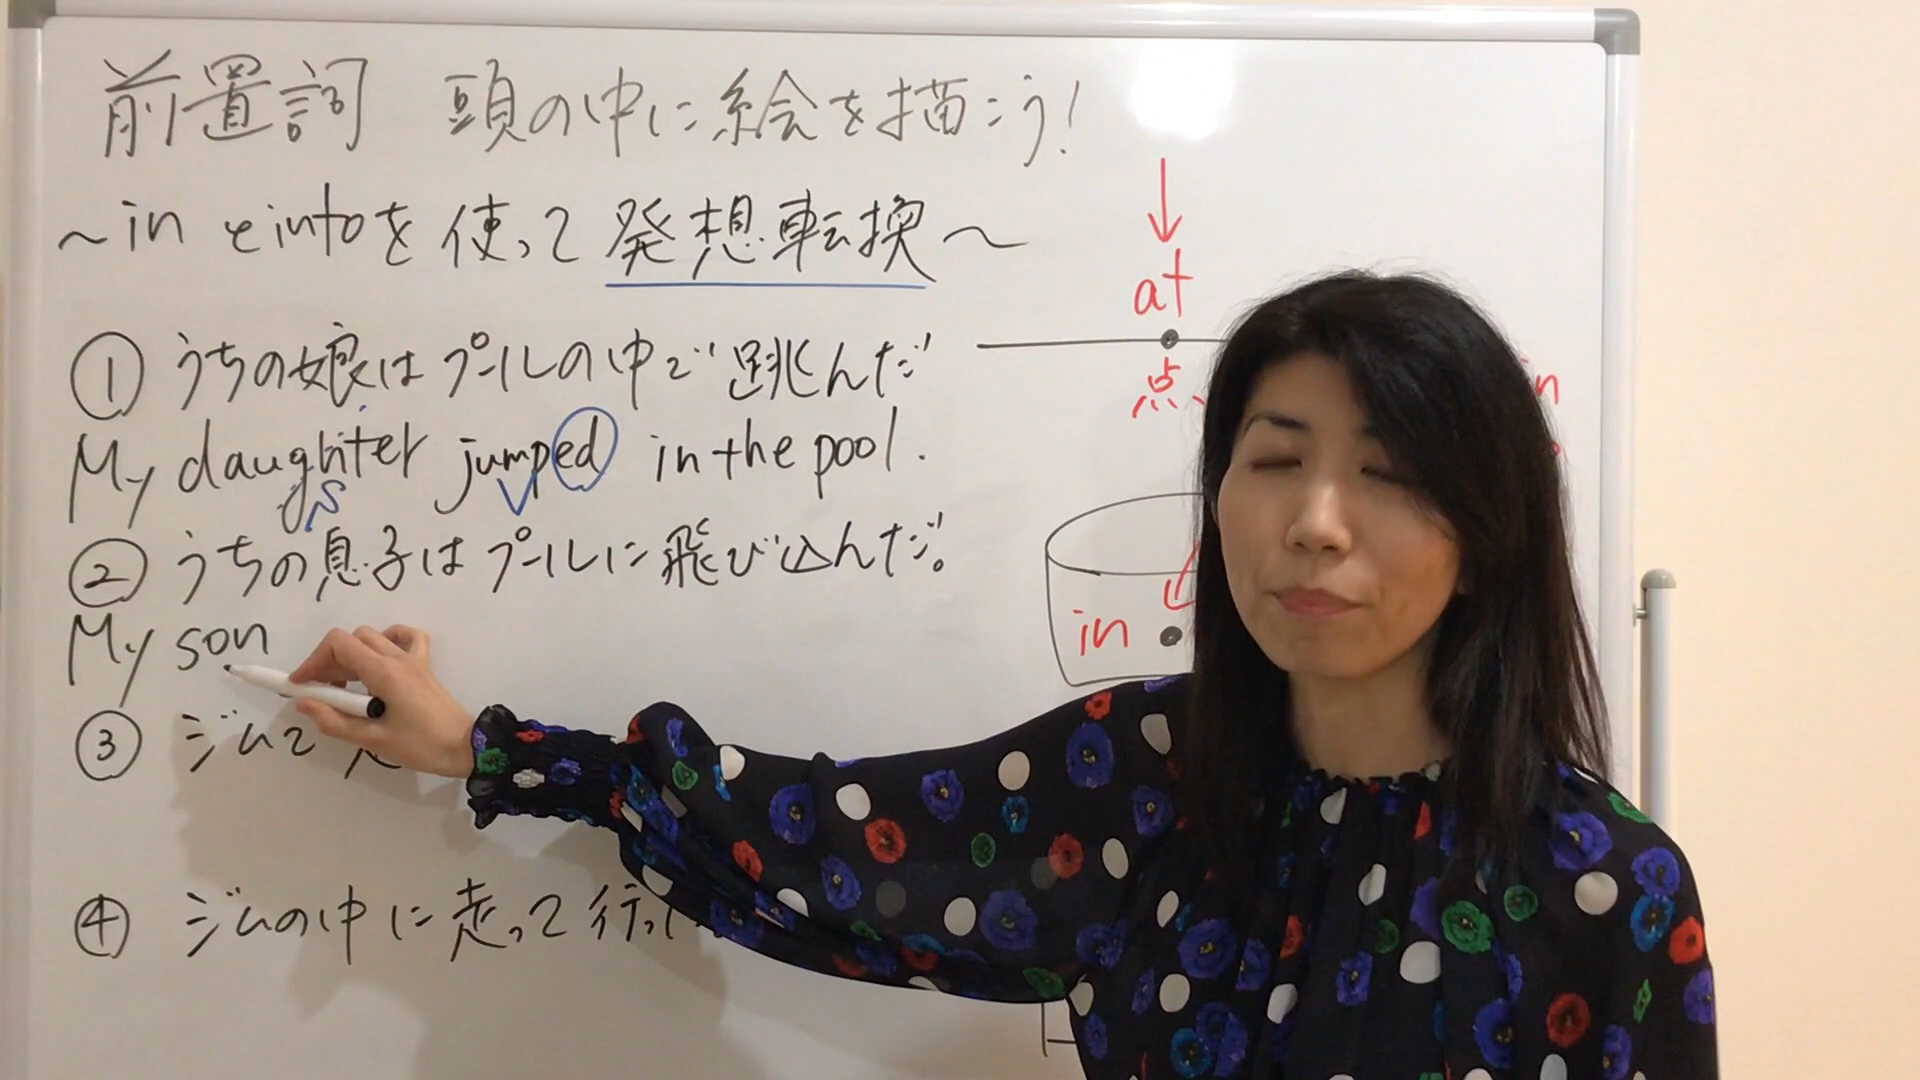 前置詞 頭の中に絵を描こう!
~in とintoを使って発想転換~
① うちの娘はプールの中で跳んだ
My daughter jumped in the pool.
S V
② うちの息子はプールに飛び込んだ。
My son
③ ジムで走
④ ジムの中に走って行っ
at
点、
in